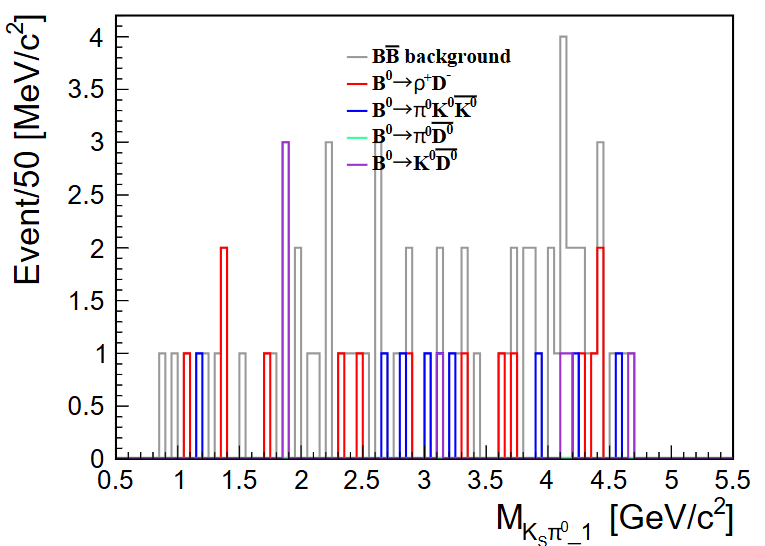 Event/50 [MeV/c²]
4
3.5
3
2.5
2
1.5
1
0.5
0
BB̅ background
B⁰→ρ⁺D⁻
B⁰→π⁰K⁰K̅⁰
B⁰→π⁰D̅⁰
B⁰→K⁰D̅⁰
0.5 1 1.5 2 2.5 3 3.5 4 4.5 5 5.5
M_{K_Sπ⁰_1} [GeV/c²]